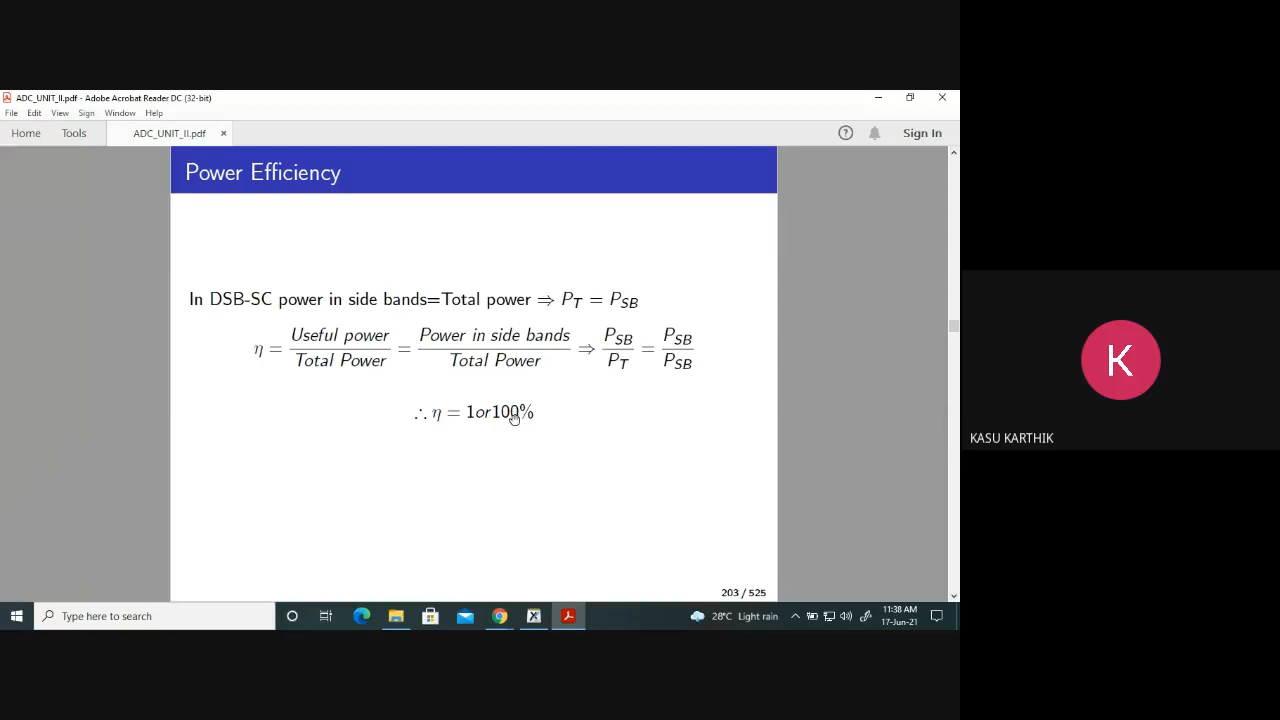 ADC_UNIT_II.pdf - Adobe Acrobat Reader DC (32-bit)
File Edit View Sign Window Help
Home Tools ADC_UNIT_II.pdf × Sign In
Power Efficiency
In DSB-SC power in side bands=Total power ⇒ P_T = P_SB
η = Useful power / Total Power = Power in side bands / Total Power ⇒ P_SB / P_T = P_SB / P_SB
∴ η = 1or100%
203 / 525
K
KASU KARTHIK
Type here to search
28°C Light rain
11:38 AM
17-Jun-21